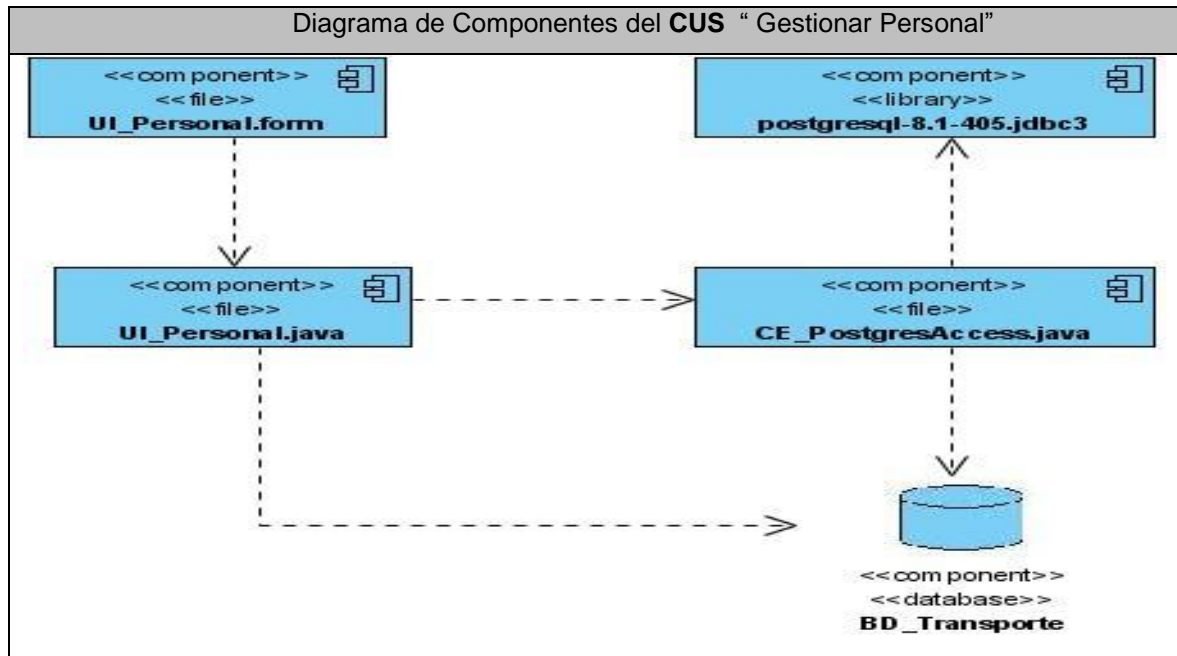 Diagrama de Componentes del CUS “ Gestionar Personal”
<<component>>
<<file>>
UI_Personal.form
<<component>>
<<library>>
postgresql-8.1-405.jdbc3
<<component>>
<<file>>
UI_Personal.java
<<component>>
<<file>>
CE_PostgresAccess.java
<<component>>
<<database>>
BD_Transporte